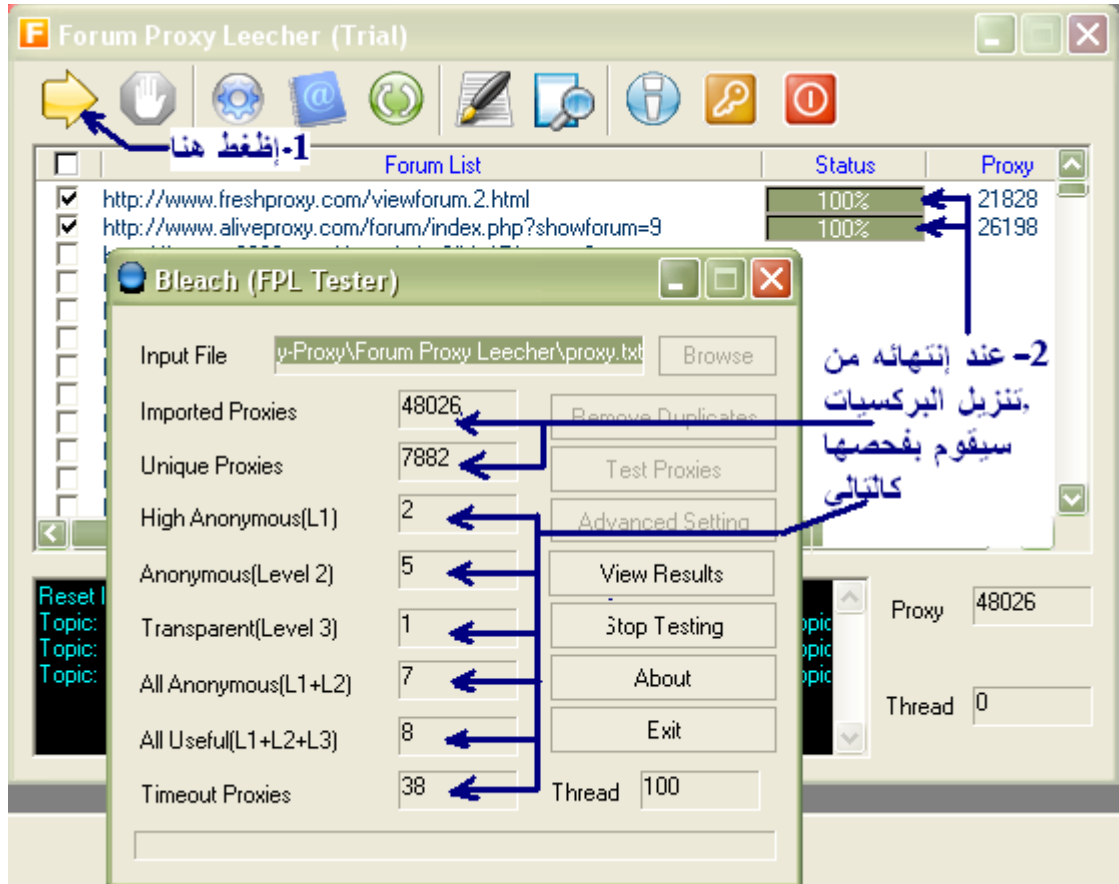 Forum Proxy Leecher (Trial)
1-إظغط هنا
Forum List Status Proxy
http://www.freshproxy.com/viewforum.2.html 100% 21828
http://www.aliveproxy.com/forum/index.php?showforum=9 100% 26198
Bleach (FPL Tester)
Input File y-Proxy\Forum Proxy Leecher\proxy.txt Browse
Imported Proxies 48026 Remove Duplicates
Unique Proxies 7882 Test Proxies
High Anonymous(L1) 2 Advanced Setting
Anonymous(Level 2) 5 View Results
Transparent(Level 3) 1 Stop Testing
All Anonymous(L1+L2) 7 About
All Useful(L1+L2+L3) 8 Exit
Timeout Proxies 38 Thread 100
2- عند إنتهائه من
تنزيل البركسيات,
سيقوم بفحصها
كالتالي
Reset
Topic:
Topic:
Topic:
Proxy 48026
Thread 0